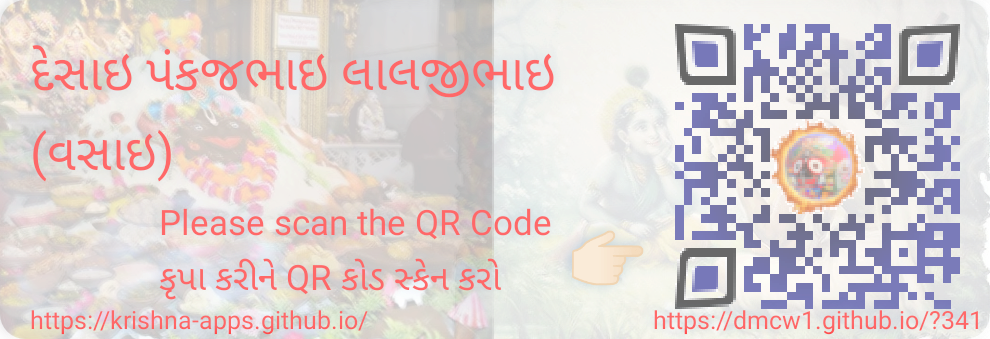 દેસાઇ પંકજભાઇ લાલજીભાઇ
(વસાઇ)
Please scan the QR Code
કૃપા કરીને QR કોડ સ્કેન કરો
https://krishna-apps.github.io/
https://dmcw1.github.io/?341